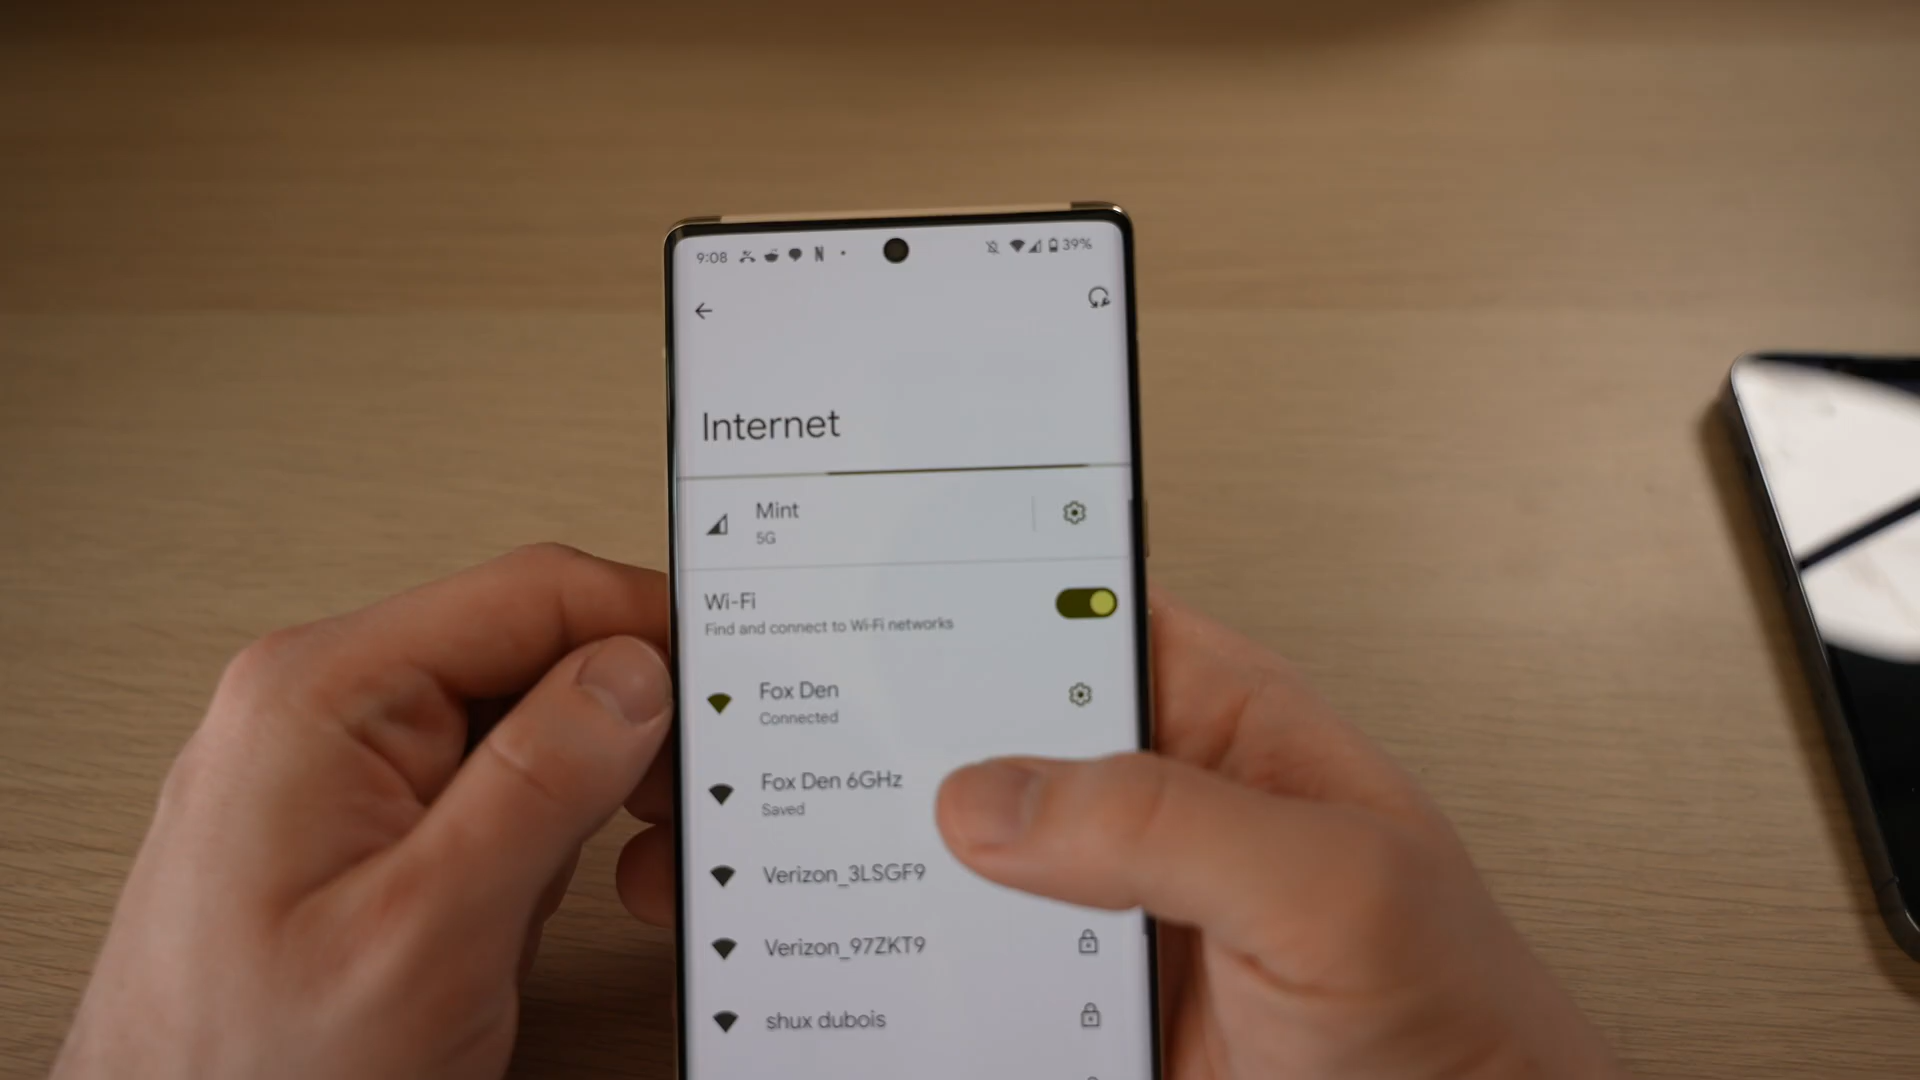 9:08 N 39%
Internet
Mint
5G
Wi-Fi
Find and connect to Wi-Fi networks
Fox Den
Connected
Fox Den 6GHz
Saved
Verizon_3LSGF9
Verizon_97ZKT9
shux dubois